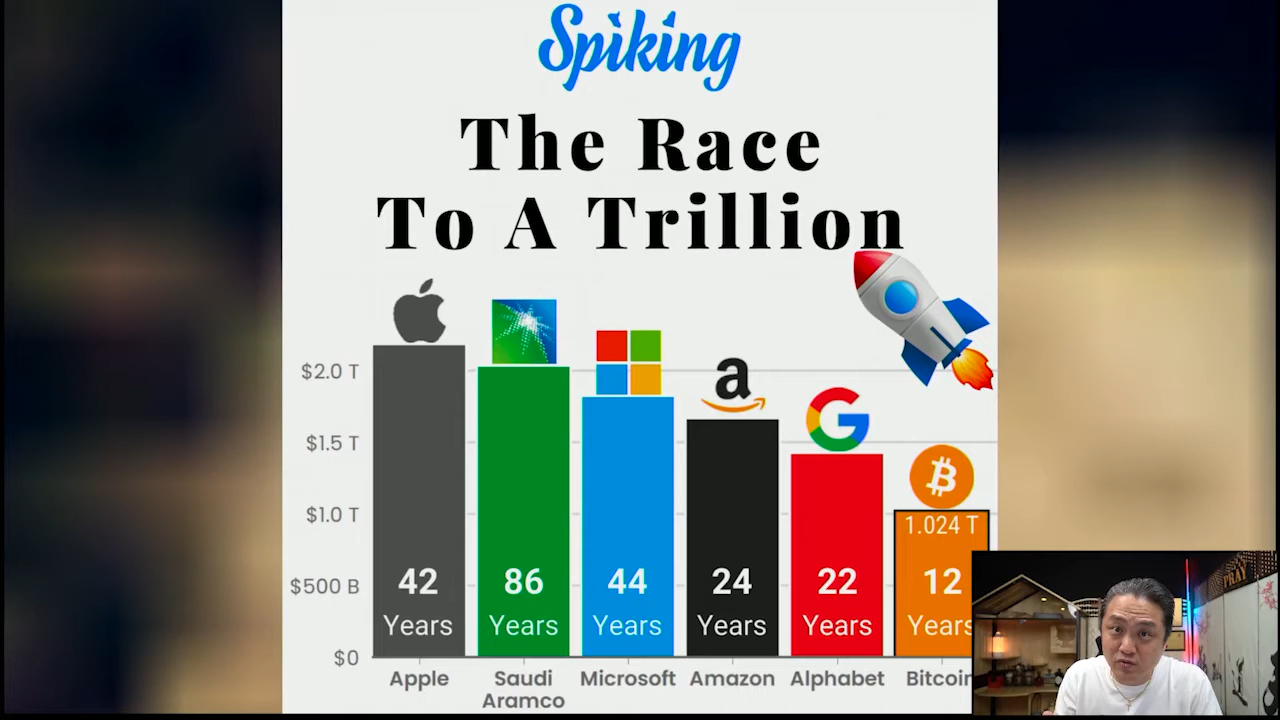 Spiking
The Race
To A Trillion
$2.0 T
$1.5 T
$1.0 T
$500 B
$0
1.024 T
42
Years
86
Years
44
Years
24
Years
22
Years
12
Years
Apple
Saudi
Aramco
Microsoft
Amazon
Alphabet
Bitcoin
PRAY